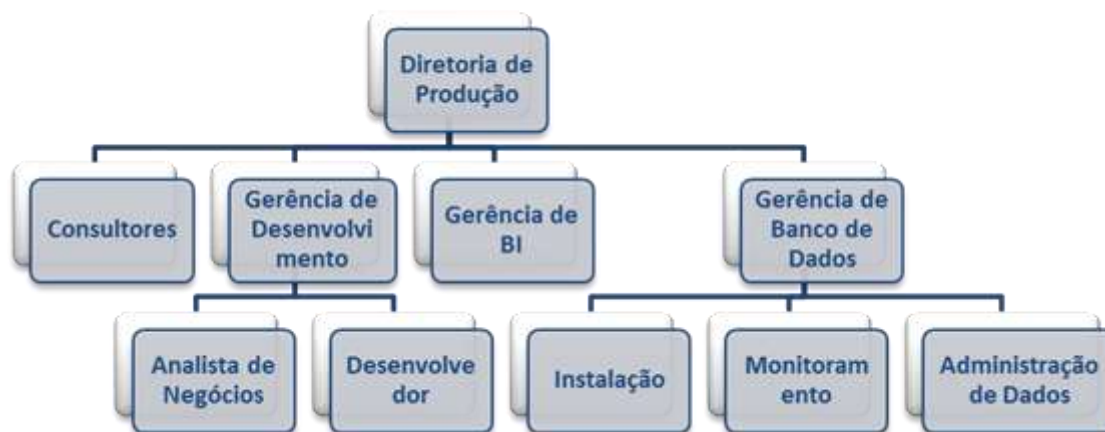 Diretoria de
Produção
Consultores
Gerência de
Desenvolvi
mento
Gerência de
BI
Gerência de
Banco de
Dados
Analista de
Negócios
Desenvolve
dor
Instalação
Monitoram
ento
Administração
de Dados